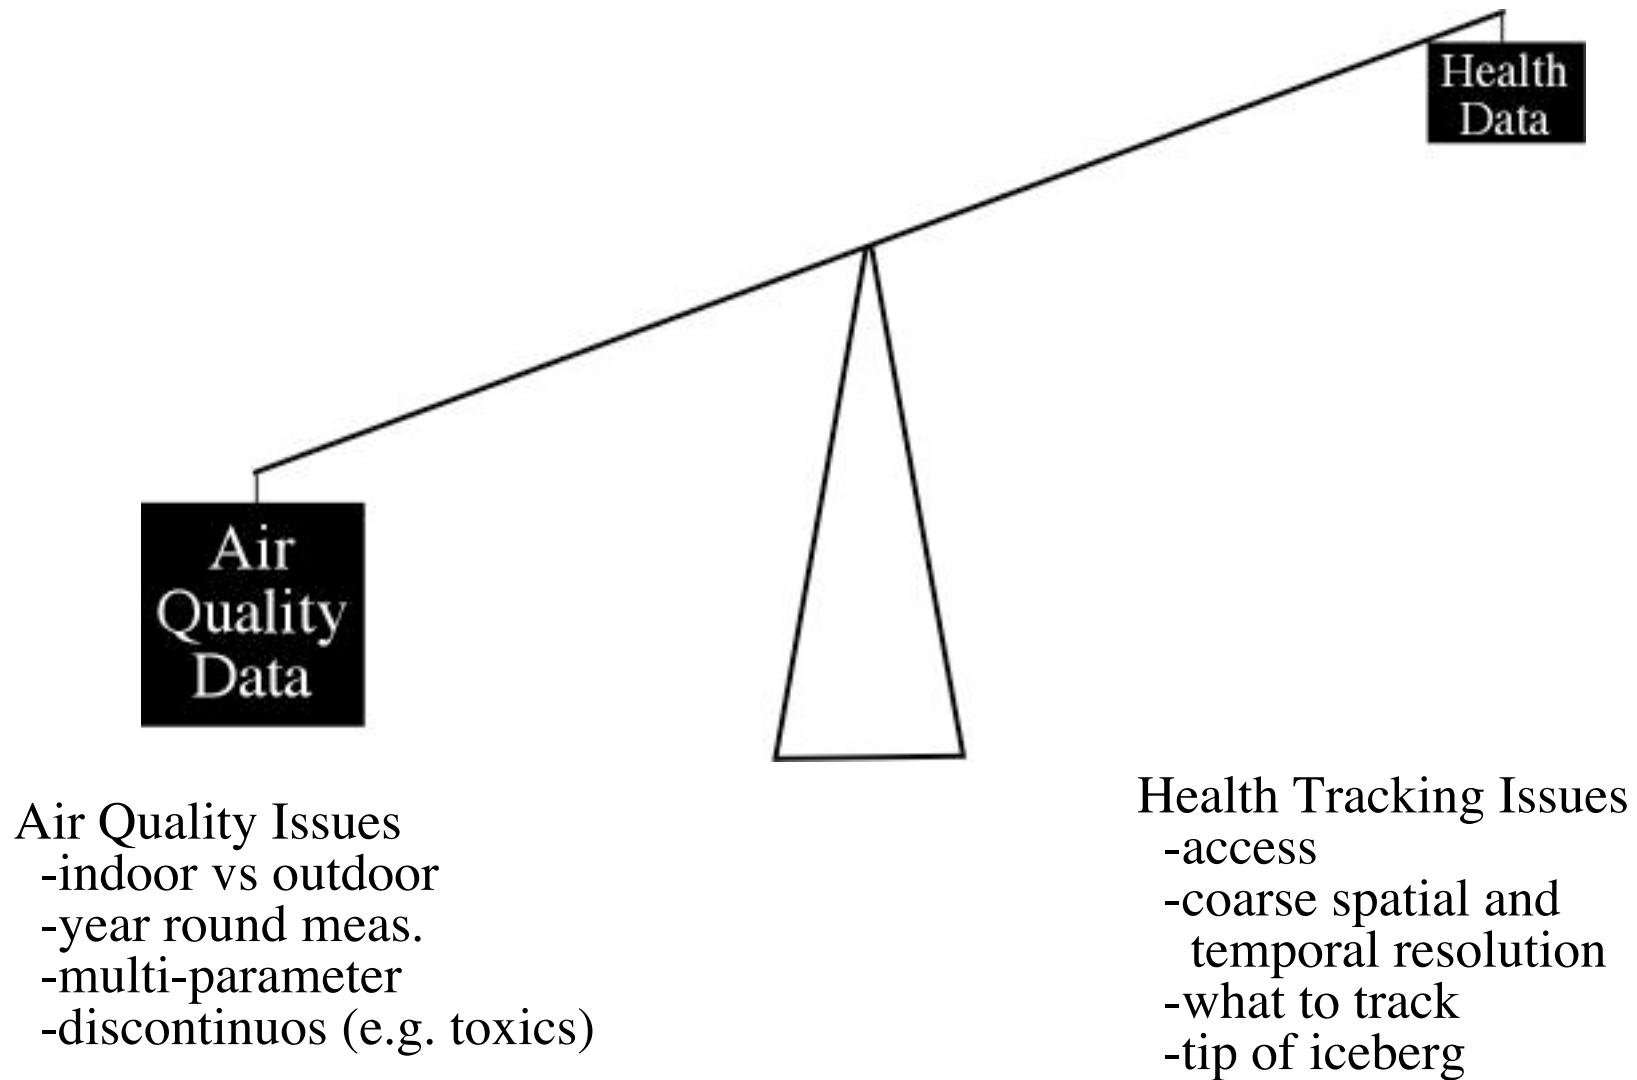 Health
Data
Air
Quality
Data
Air Quality Issues
-indoor vs outdoor
-year round meas.
-multi-parameter
-discontinuos (e.g. toxics)
Health Tracking Issues
-access
-coarse spatial and
temporal resolution
-what to track
-tip of iceberg